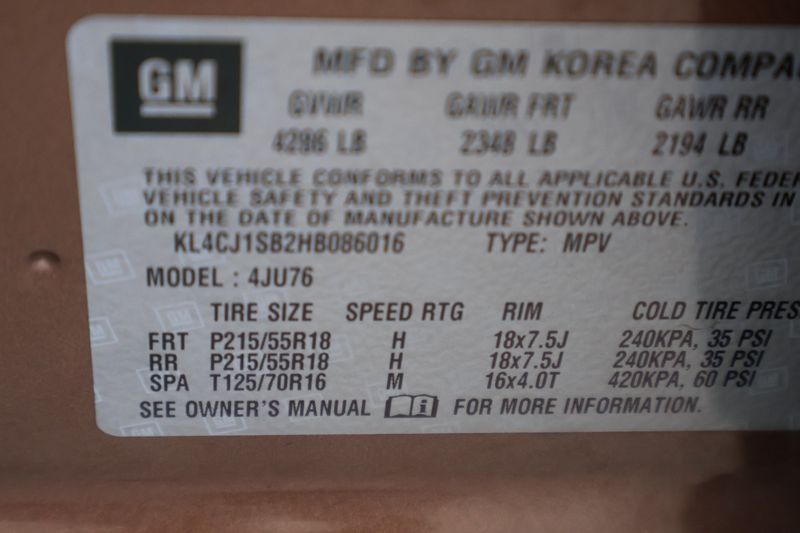 GM
MFD BY GM KOREA COMPA
GVWR GAWR FRT GAWR RR
4286 LB 2348 LB 2194 LB
THIS VEHICLE CONFORMS TO ALL APPLICABLE U.S. FEDER
VEHICLE SAFETY AND THEFT PREVENTION STANDARDS IN
ON THE DATE OF MANUFACTURE SHOWN ABOVE.
KL4CJ1SB2HB086016 TYPE: MPV
MODEL : 4JU76
TIRE SIZE SPEED RTG RIM COLD TIRE PRES
FRT P215/55R18 H 18x7.5J 240KPA, 35 PSI
RR P215/55R18 H 18x7.5J 240KPA, 35 PSI
SPA T125/70R16 M 16x4.0T 420KPA, 60 PSI
SEE OWNER'S MANUAL i FOR MORE INFORMATION.